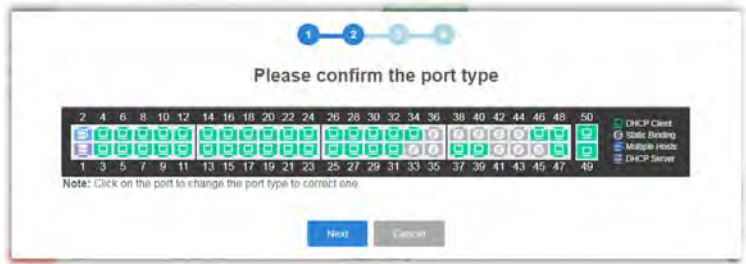 1 2 3 4
Please confirm the port type
2 4 6 8 10 12 14 16 18 20 22 24 26 28 30 32 34 36 38 40 42 44 46 48 50
DHCP Client
Static Binding
Multiple Hosts
DHCP Server
1 3 5 7 9 11 13 15 17 19 21 23 25 27 29 31 33 35 37 39 41 43 45 47 49
Note: Click on the port to change the port type to correct one
Next Cancel